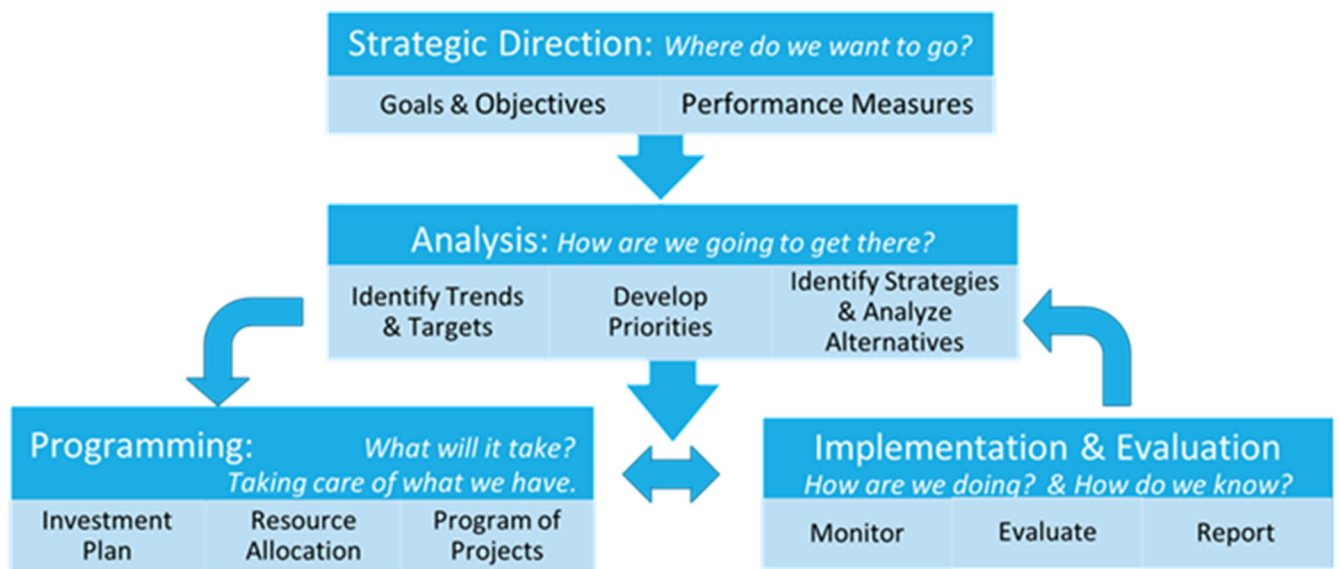 Strategic Direction: Where do we want to go?
Goals & Objectives
Performance Measures
Analysis: How are we going to get there?
Identify Trends
& Targets
Develop
Priorities
Identify Strategies
& Analyze
Alternatives
Programming: What will it take?
Taking care of what we have.
Investment
Plan
Resource
Allocation
Program of
Projects
Implementation & Evaluation
How are we doing? & How do we know?
Monitor
Evaluate
Report